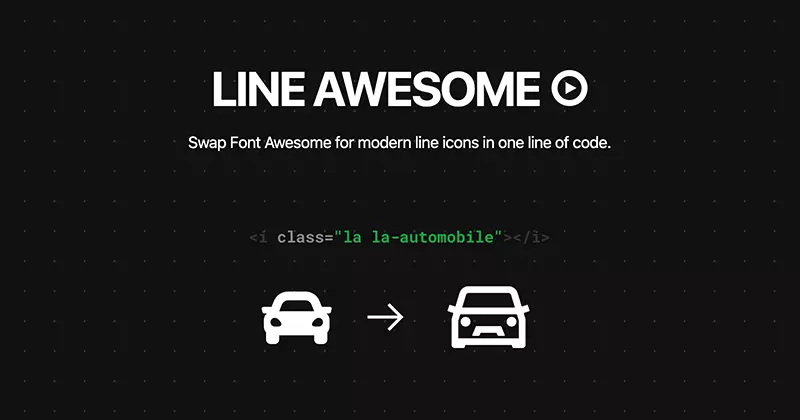 LINE AWESOME
Swap Font Awesome for modern line icons in one line of code.
<i class="la la-automobile"></i>